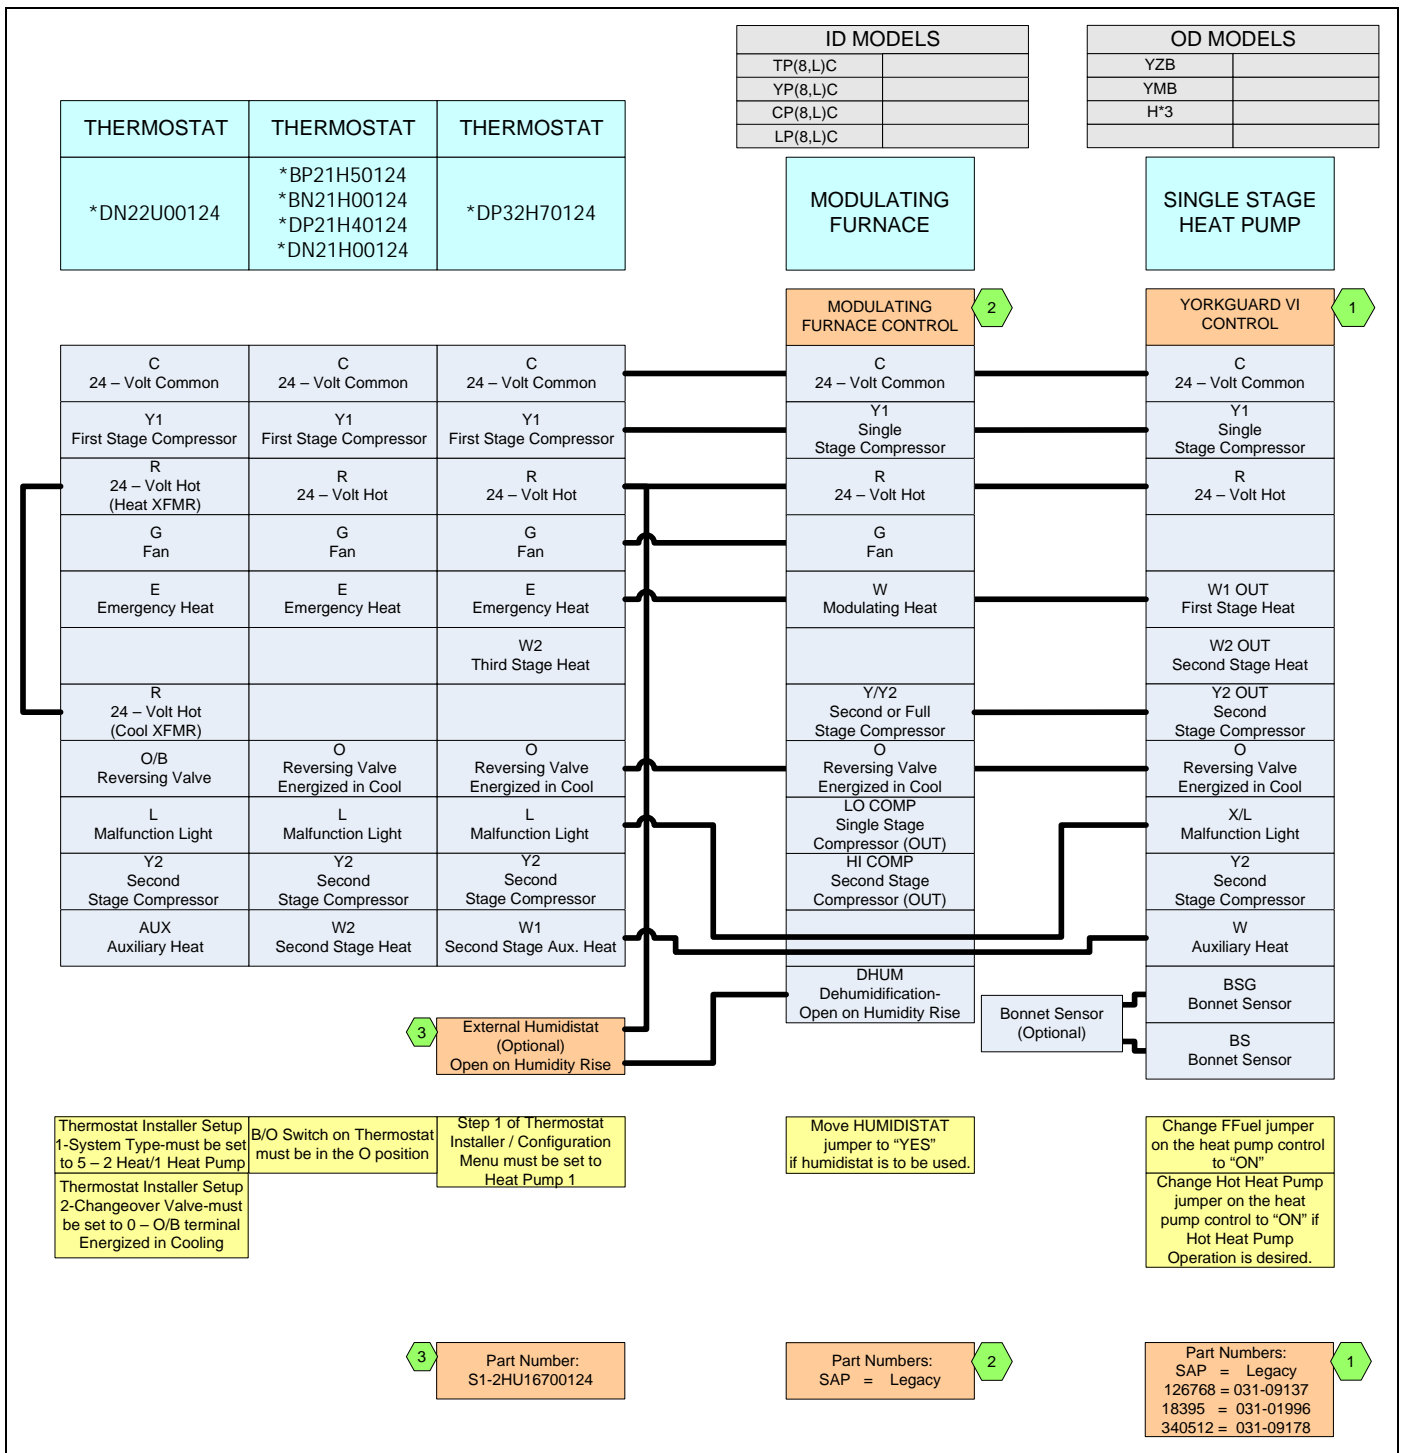 ID MODELS
TP(8,L)C
YP(8,L)C
CP(8,L)C
LP(8,L)C
OD MODELS
YZB
YMB
H*3
THERMOSTAT
THERMOSTAT
THERMOSTAT
*DN22U00124
*BP21H50124
*BN21H00124
*DP21H40124
*DN21H00124
*DP32H70124
MODULATING
FURNACE
SINGLE STAGE
HEAT PUMP
MODULATING
FURNACE CONTROL
2
YORKGUARD VI
CONTROL
1
C
24 – Volt Common
C
24 – Volt Common
C
24 – Volt Common
C
24 – Volt Common
C
24 – Volt Common
Y1
First Stage Compressor
Y1
First Stage Compressor
Y1
First Stage Compressor
Y1
Single
Stage Compressor
Y1
Single
Stage Compressor
R
24 – Volt Hot
(Heat XFMR)
R
24 – Volt Hot
R
24 – Volt Hot
R
24 – Volt Hot
R
24 – Volt Hot
G
Fan
G
Fan
G
Fan
G
Fan
E
Emergency Heat
E
Emergency Heat
E
Emergency Heat
W
Modulating Heat
W1 OUT
First Stage Heat
W2
Third Stage Heat
W2 OUT
Second Stage Heat
R
24 – Volt Hot
(Cool XFMR)
Y/Y2
Second or Full
Stage Compressor
Y2 OUT
Second
Stage Compressor
O/B
Reversing Valve
O
Reversing Valve
Energized in Cool
O
Reversing Valve
Energized in Cool
O
Reversing Valve
Energized in Cool
O
Reversing Valve
Energized in Cool
L
Malfunction Light
L
Malfunction Light
L
Malfunction Light
LO COMP
Single Stage
Compressor (OUT)
X/L
Malfunction Light
Y2
Second
Stage Compressor
Y2
Second
Stage Compressor
Y2
Second
Stage Compressor
HI COMP
Second Stage
Compressor (OUT)
Y2
Second
Stage Compressor
AUX
Auxiliary Heat
W2
Second Stage Heat
W1
Second Stage Aux. Heat
W
Auxiliary Heat
DHUM
Dehumidification-
Open on Humidity Rise
BSG
Bonnet Sensor
Bonnet Sensor
(Optional)
BS
Bonnet Sensor
3
External Humidistat
(Optional)
Open on Humidity Rise
Thermostat Installer Setup
1-System Type-must be set
to 5 – 2 Heat/1 Heat Pump
B/O Switch on Thermostat
must be in the O position
Step 1 of Thermostat
Installer / Configuration
Menu must be set to
Heat Pump 1
Move HUMIDISTAT
jumper to “YES”
if humidistat is to be used.
Change FFuel jumper
on the heat pump control
to “ON”
Thermostat Installer Setup
2-Changeover Valve-must
be set to 0 – O/B terminal
Energized in Cooling
Change Hot Heat Pump
jumper on the heat
pump control to “ON” if
Hot Heat Pump
Operation is desired.
3
Part Number:
S1-2HU16700124
Part Numbers:
SAP = Legacy
2
Part Numbers:
SAP = Legacy
126768 = 031-09137
18395 = 031-01996
340512 = 031-09178
1